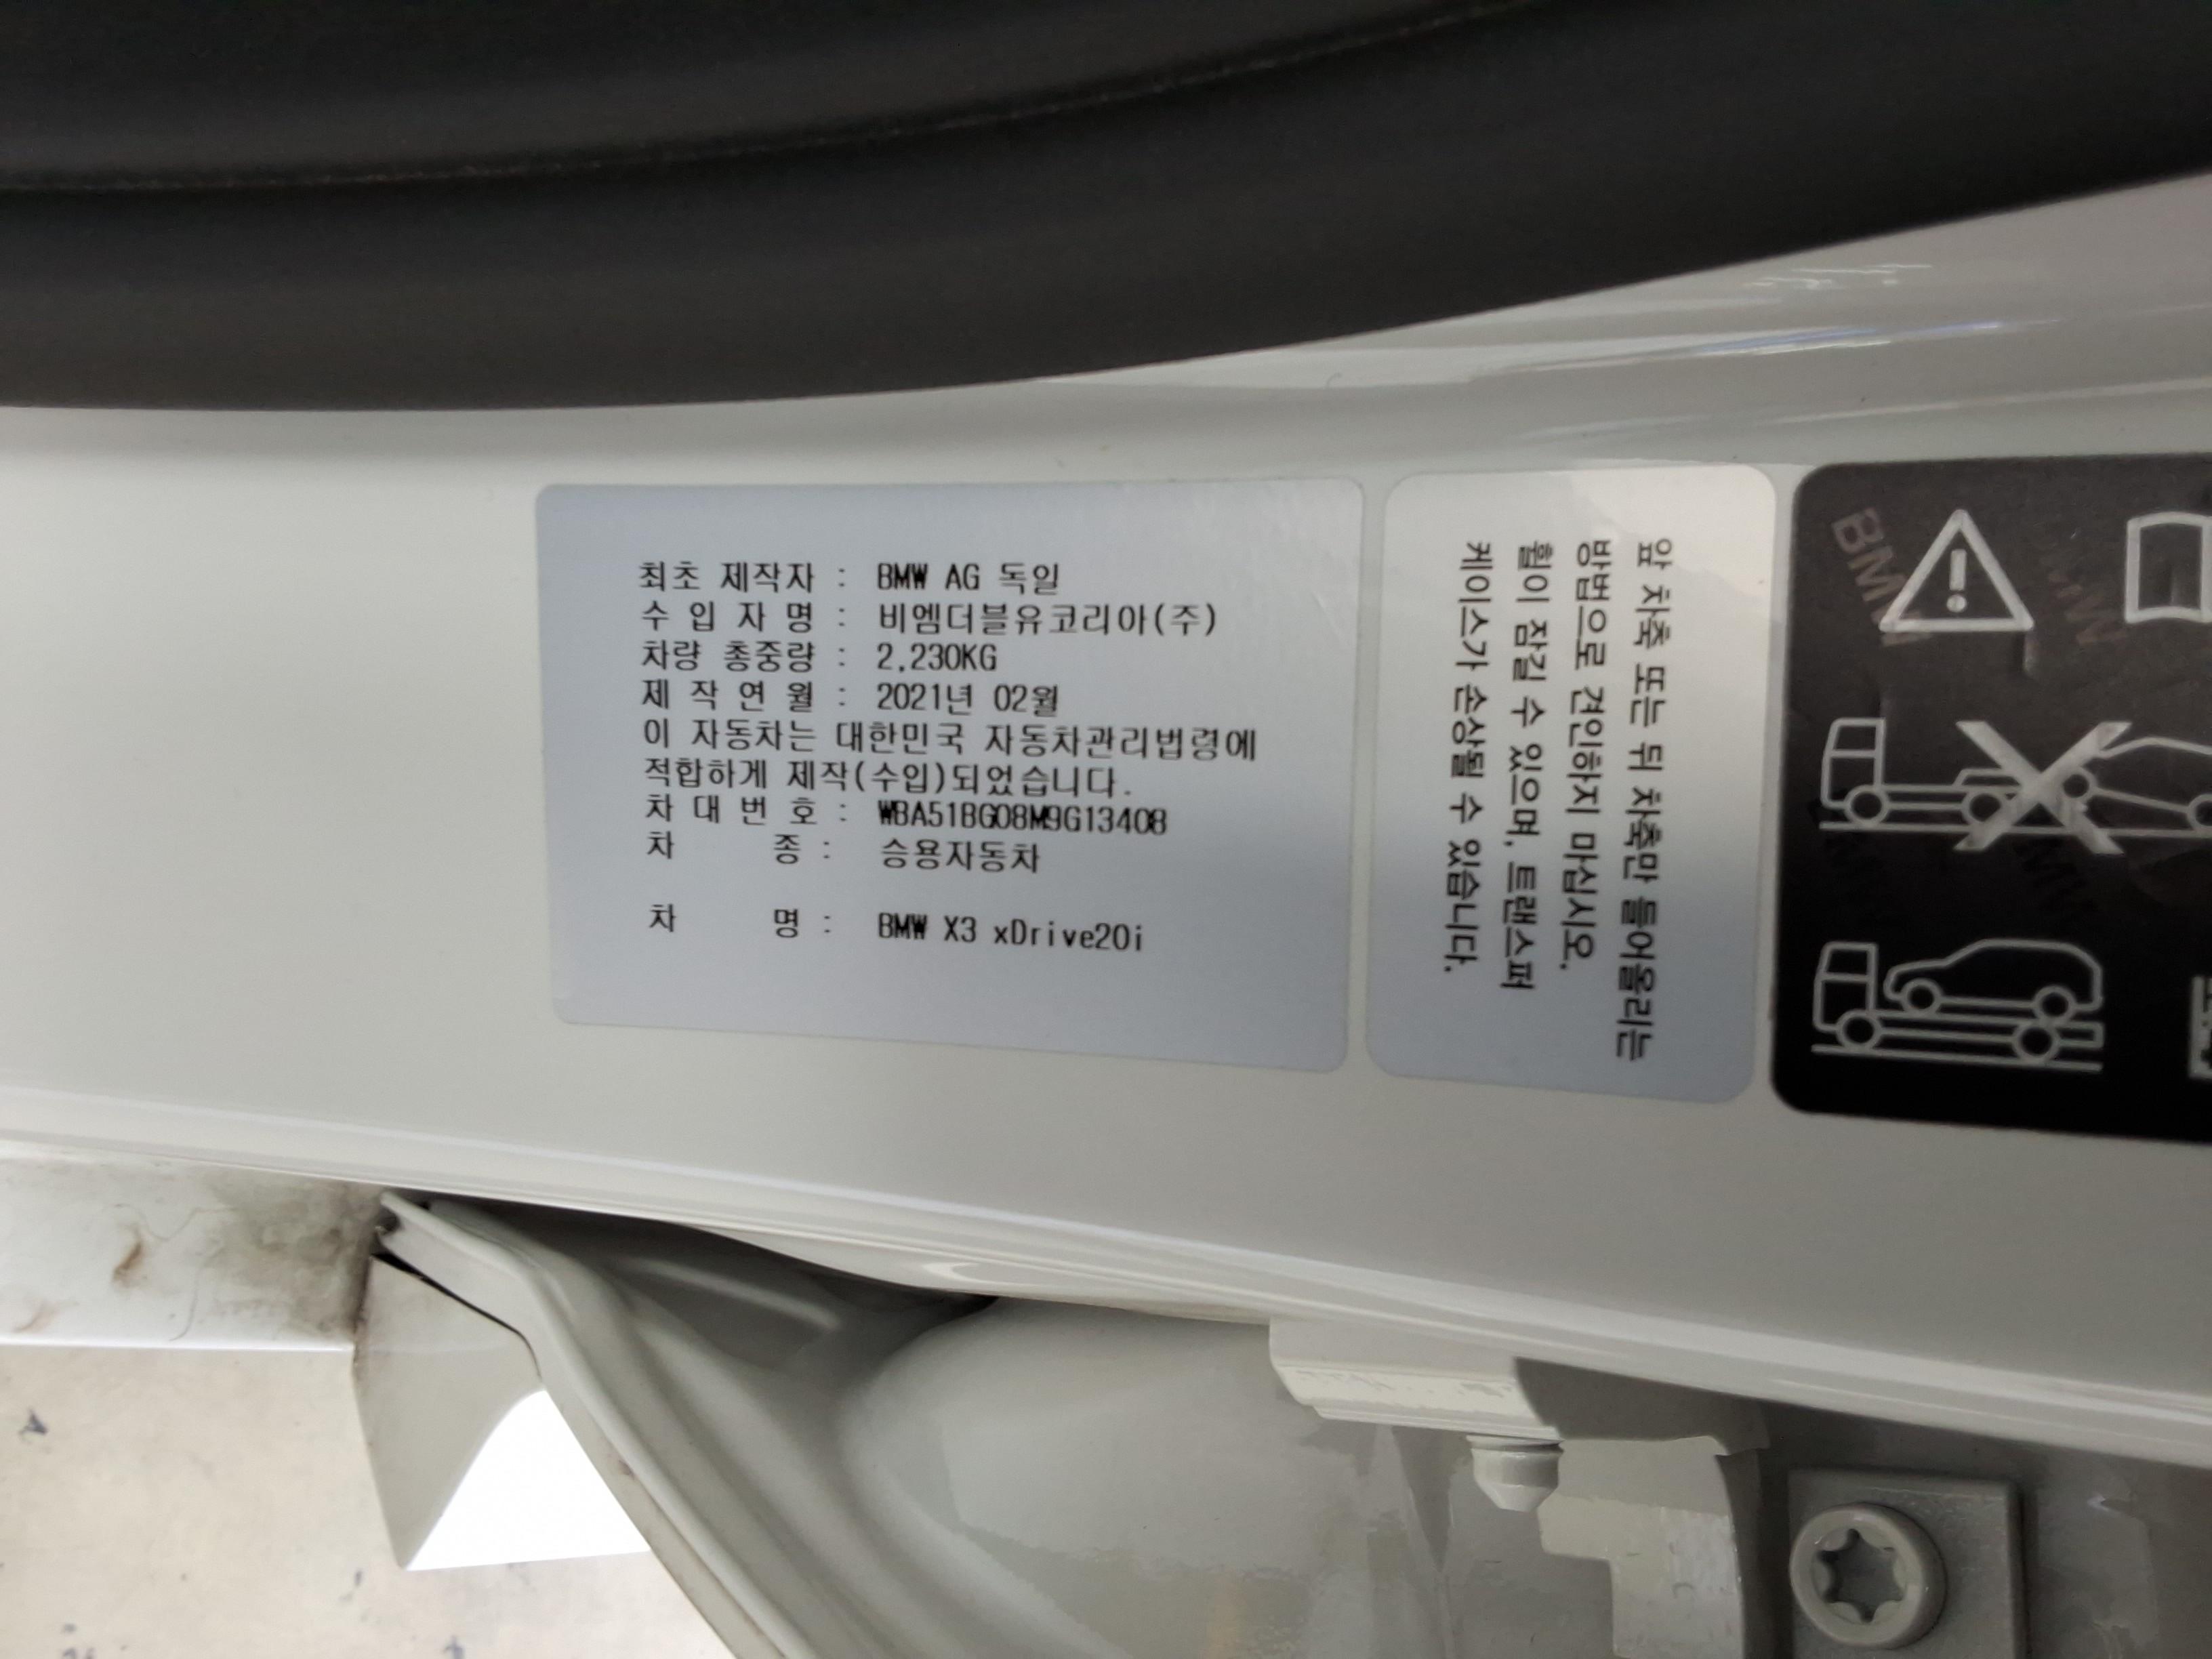 최초 제작자 : BMW AG 독일
수 입 자 명 : 비엠더블유코리아(주)
차량 총중량 : 2,230KG
제 작 연 월 : 2021년 02월
이 자동차는 대한민국 자동차관리법령에
적합하게 제작(수입)되었습니다.
차 대 번 호 : WBA51BG08M9G13408
차 종 : 승용자동차
차 명 : BMW X3 xDrive20i
앞 차축 또는 뒤 차축만 들어올리는
방법으로 견인하지 마십시오.
휠이 잠길 수 있으며, 트랜스퍼
케이스가 손상될 수 있습니다.
BMW